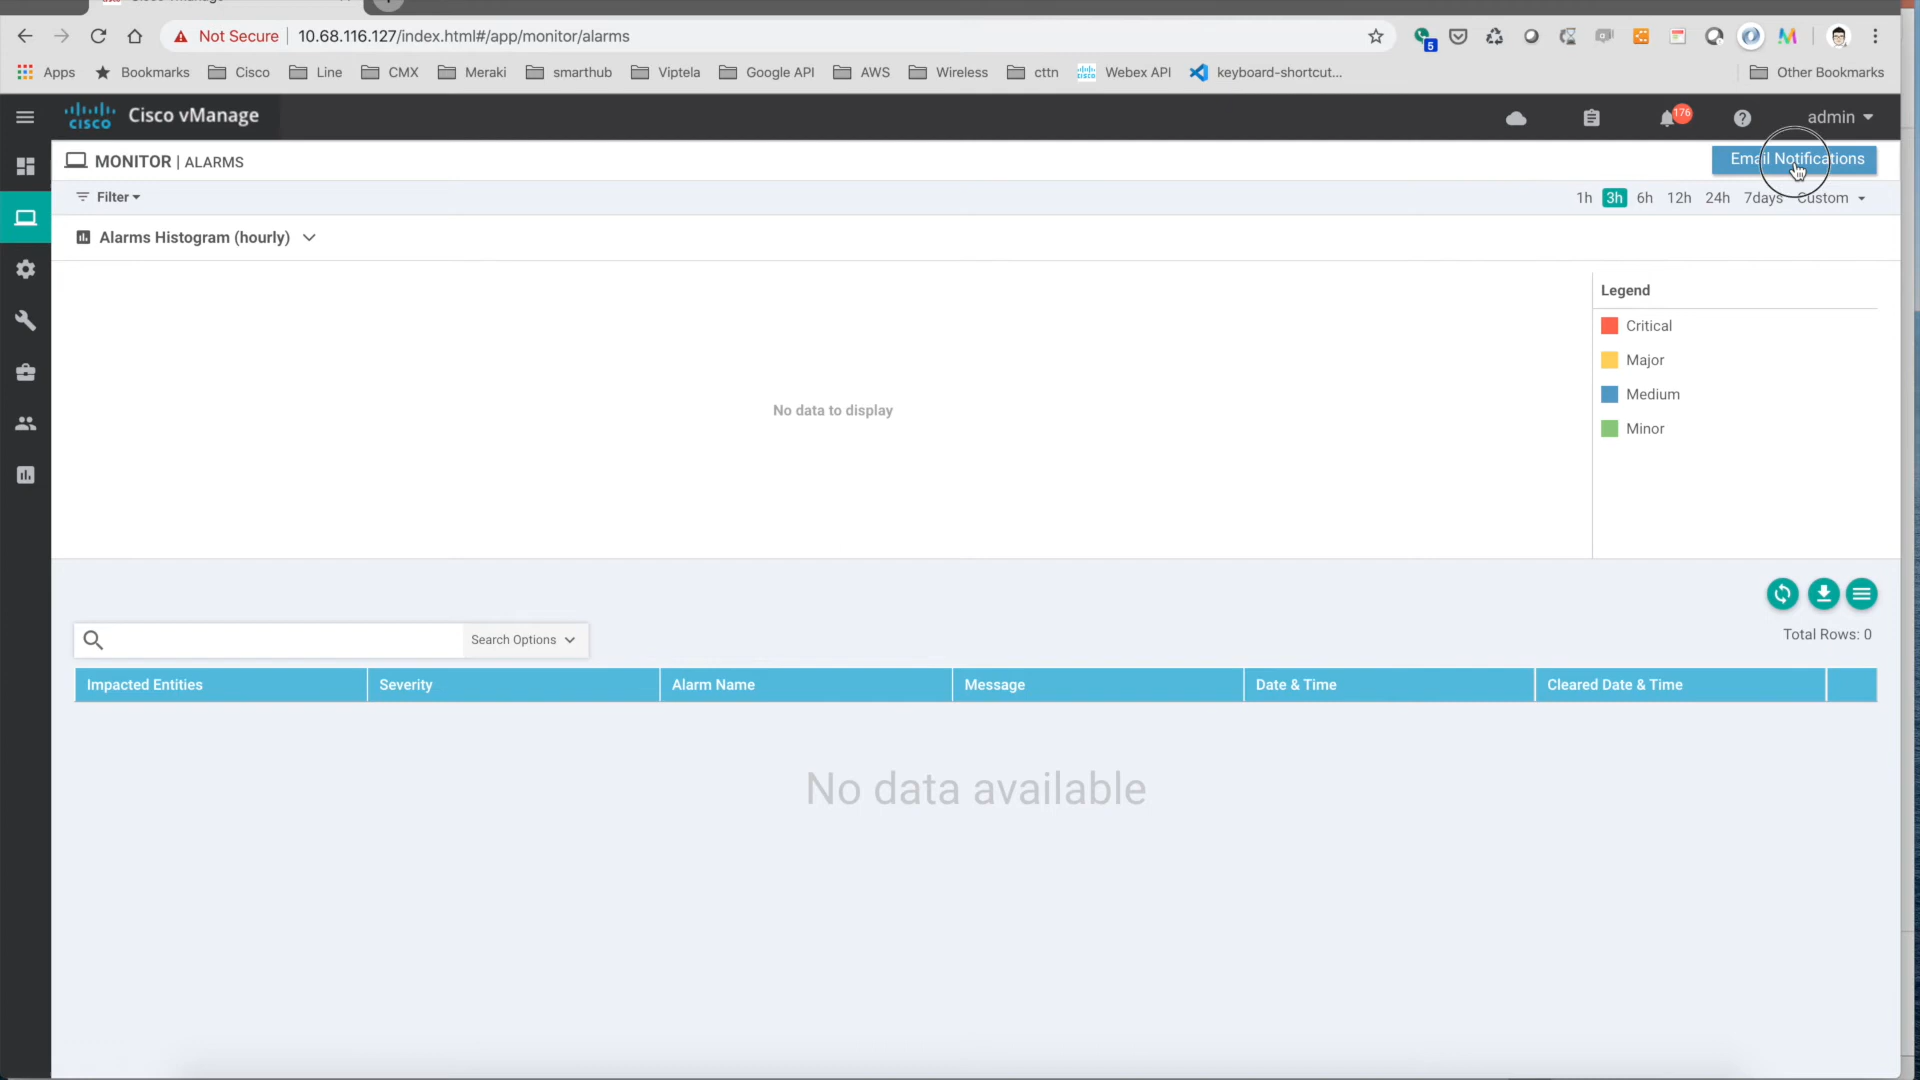 Not Secure 10.68.116.127/index.html#/app/monitor/alarms
5
Apps Bookmarks Cisco Line CMX Meraki smarthub Viptela Google API AWS Wireless cttn Webex API keyboard-shortcut... Other Bookmarks
cisco Cisco vManage 176 admin
MONITOR | ALARMS Email Notifications
Filter 1h 3h 6h 12h 24h 7days Custom
Alarms Histogram (hourly)
Legend
Critical
Major
Medium
Minor
No data to display
Search Options Total Rows: 0
Impacted Entities Severity Alarm Name Message Date & Time Cleared Date & Time
No data available